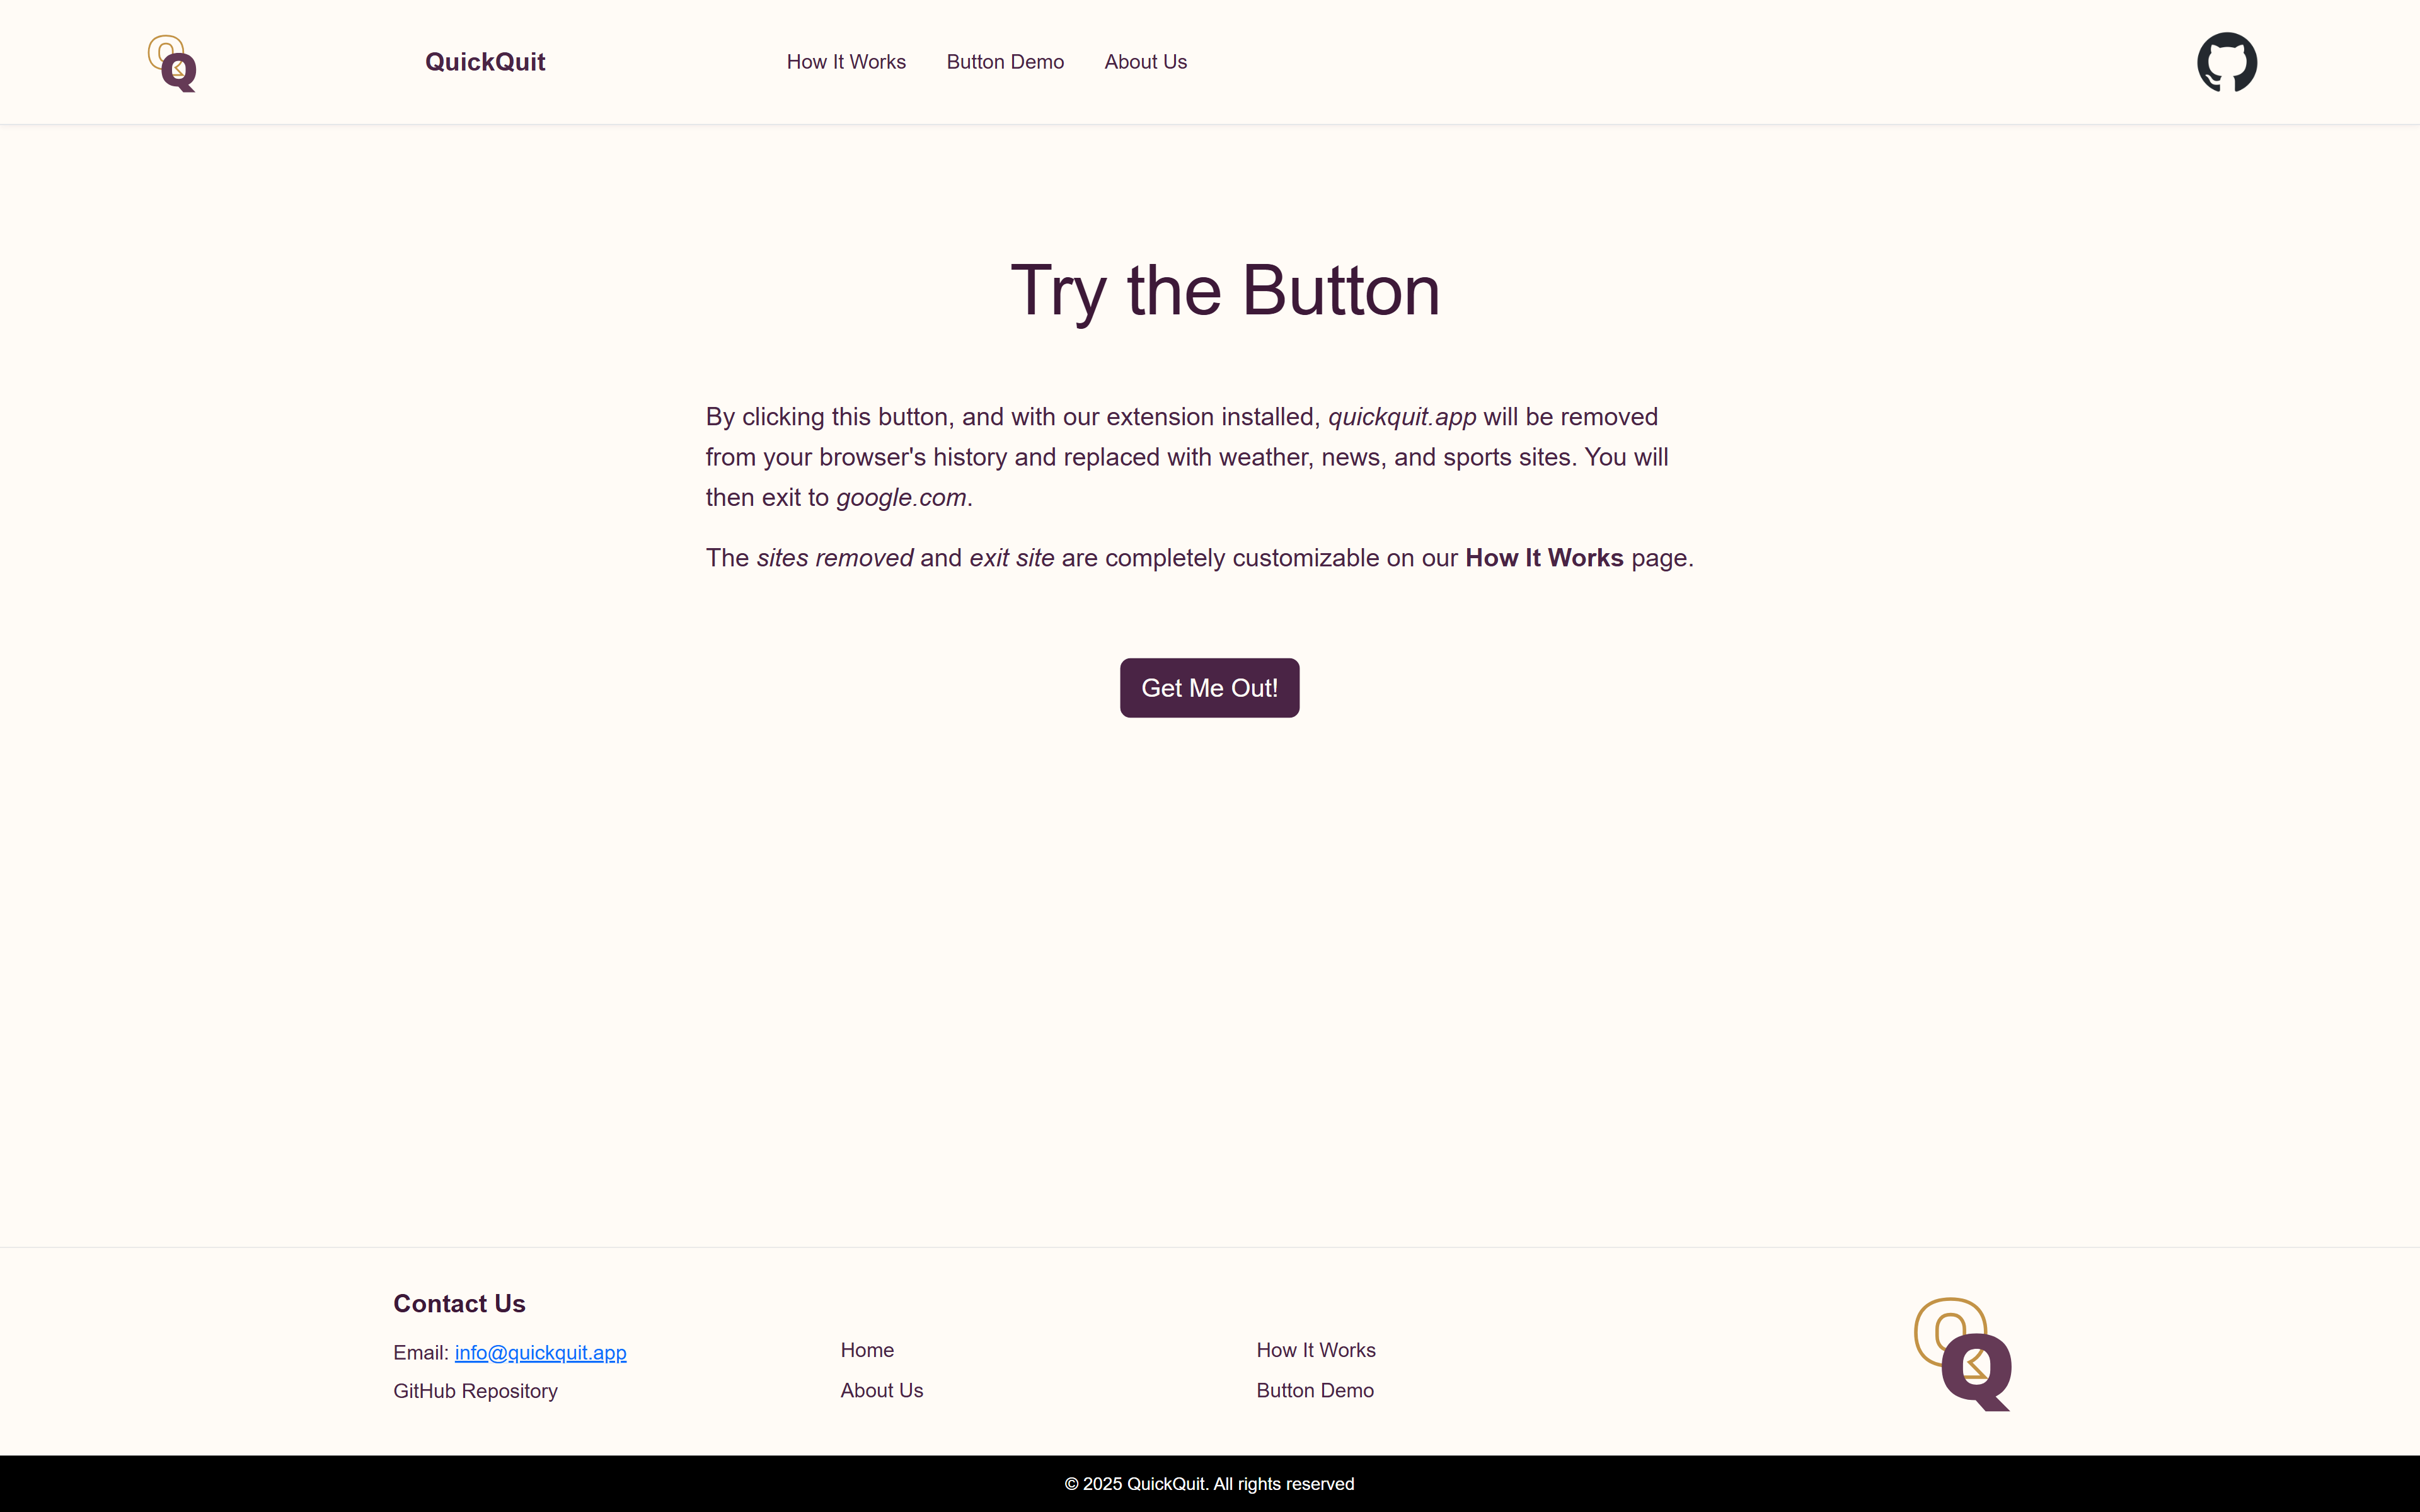 QuickQuit
How It Works
Button Demo
About Us
Try the Button
By clicking this button, and with our extension installed, quickquit.app will be removed
from your browser's history and replaced with weather, news, and sports sites. You will
then exit to google.com.
The sites removed and exit site are completely customizable on our How It Works page.
Get Me Out!
Contact Us
Email: info@quickquit.app
GitHub Repository
Home
About Us
How It Works
Button Demo
© 2025 QuickQuit. All rights reserved